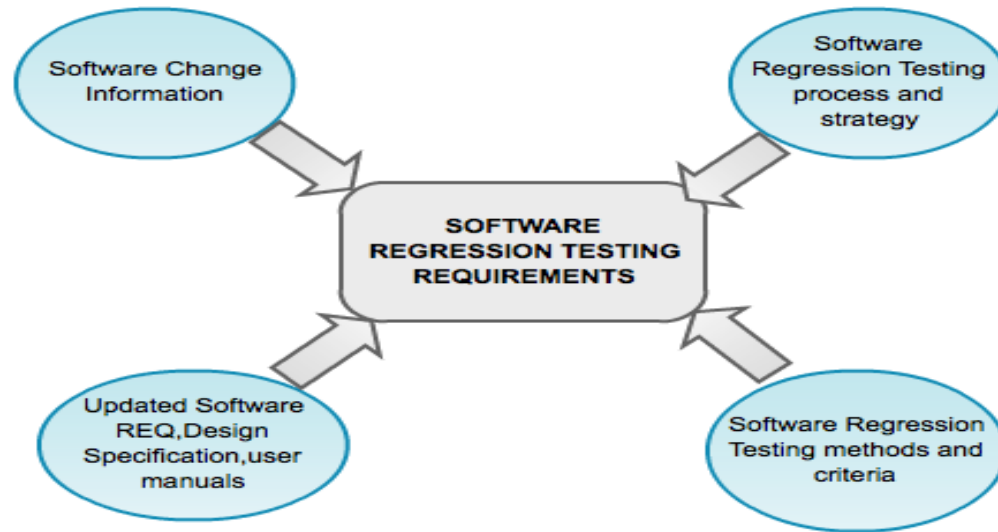 Software Change
Information
Software
Regression Testing
process and
strategy
SOFTWARE
REGRESSION TESTING
REQUIREMENTS
Updated Software
REQ,Design
Specification,user
manuals
Software Regression
Testing methods and
criteria